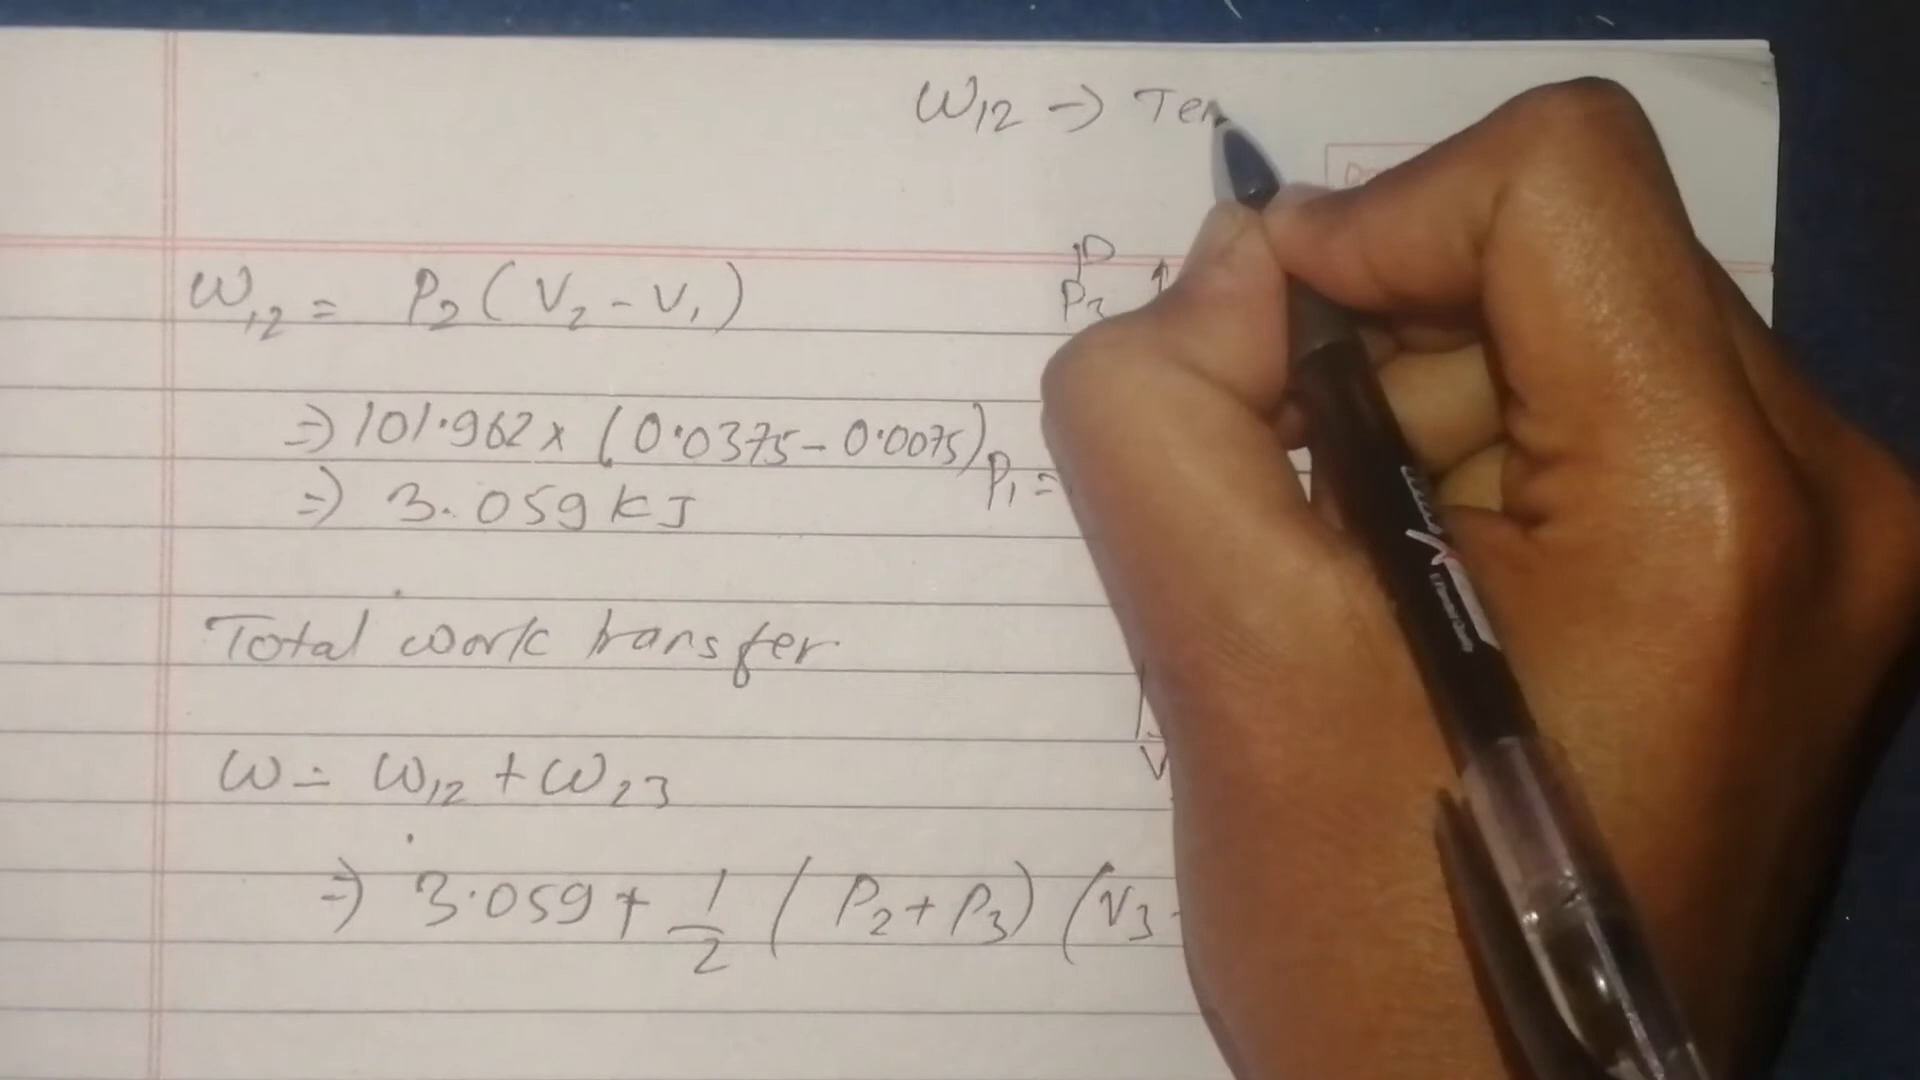 W12 → Ter
P
P3
W12 = P2 (V2 - V1)
⇒ 101.962 x (0.0375 - 0.0075)
P1 =
⇒ 3.059 KJ
Total work transfer
V
W = W12 + W23
⇒ 3.059 + 1/2 (P2 + P3) (V3 -